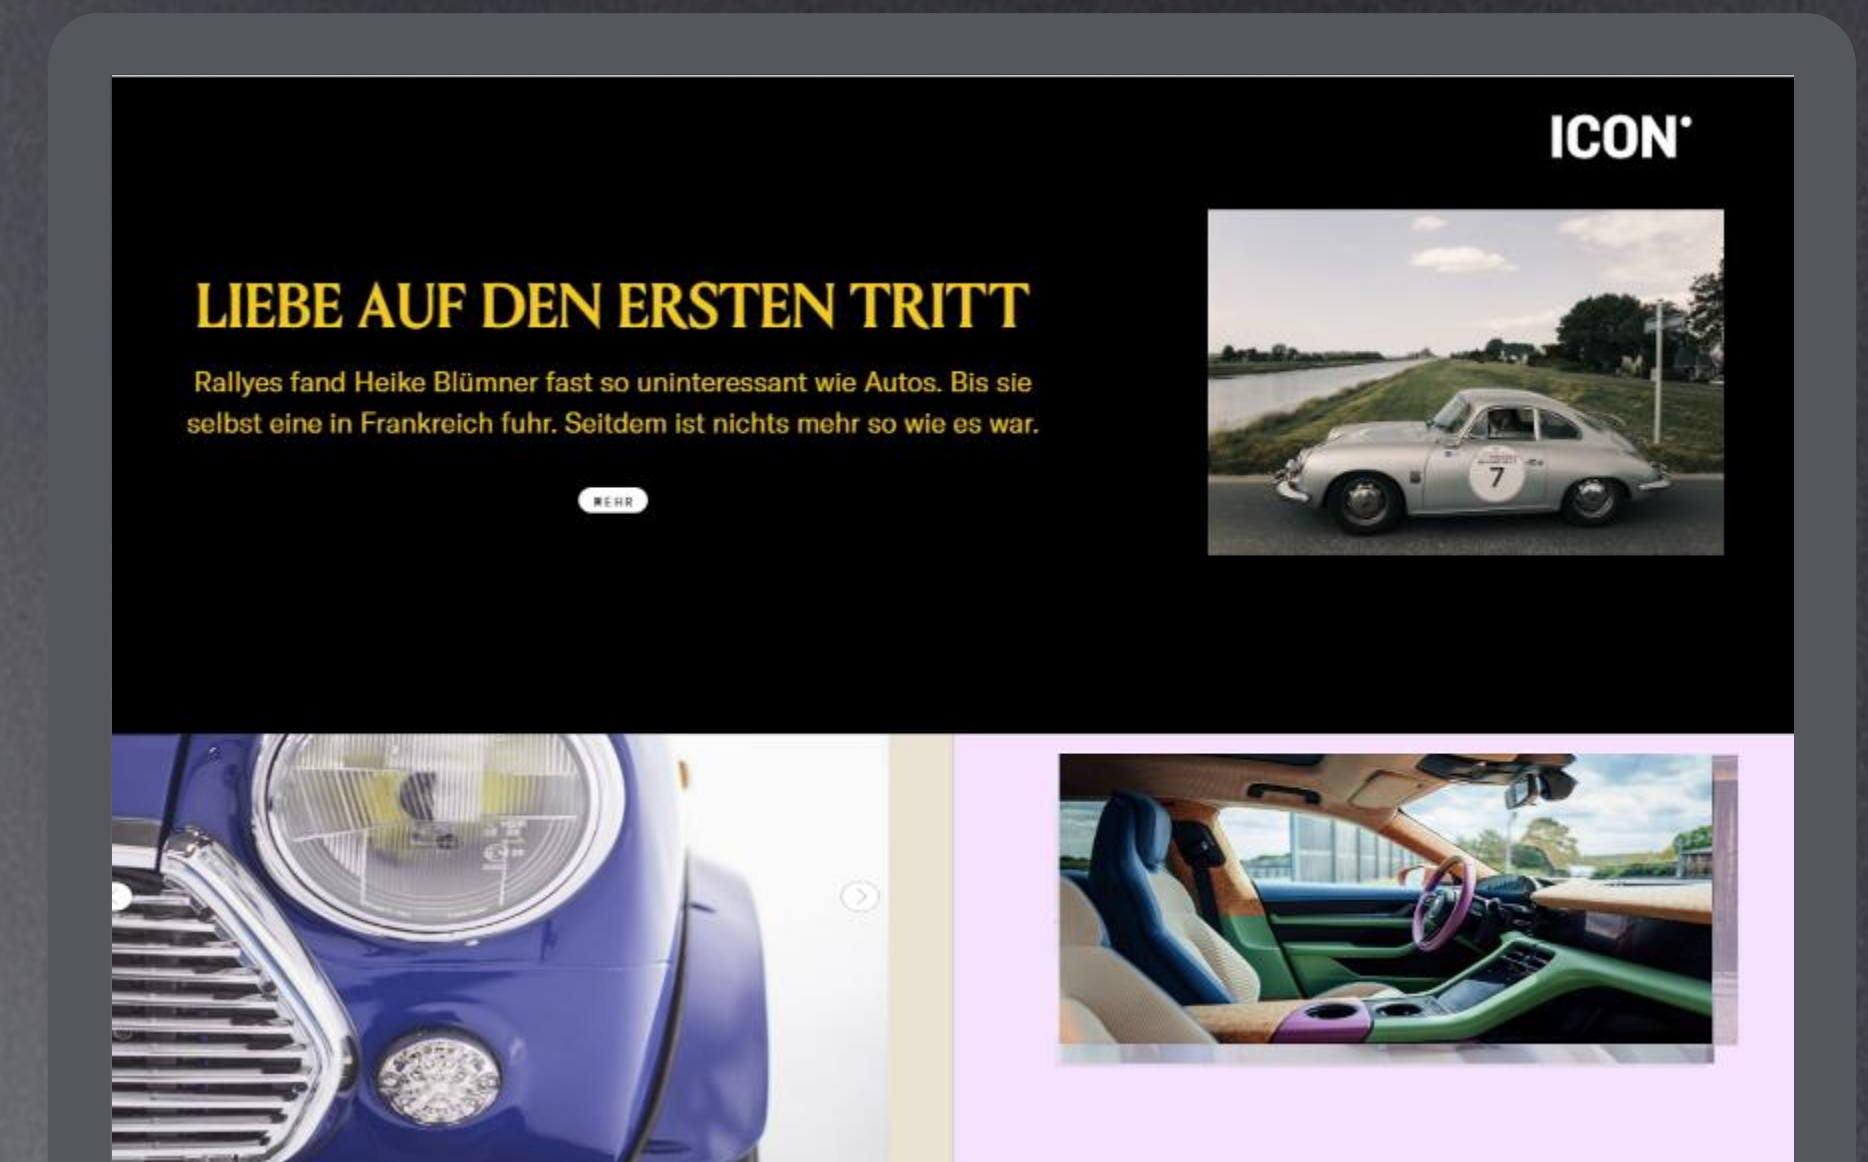 ICON
LIEBE AUF DEN ERSTEN TRITT
Rallyes fand Heike Blümner fast so uninteressant wie Autos. Bis sie
selbst eine in Frankreich fuhr. Seitdem ist nichts mehr so wie es war.
MEHR
7